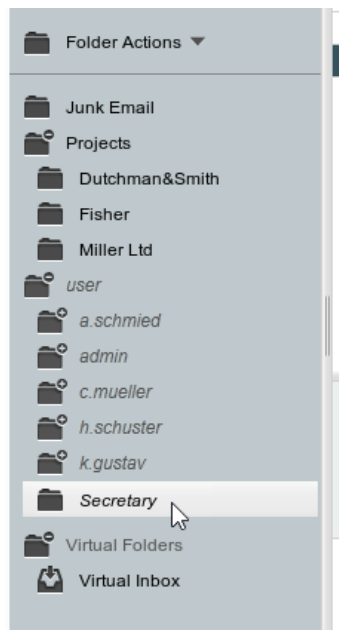 Folder Actions
Junk Email
Projects
Dutchman&Smith
Fisher
Miller Ltd
user
a.schmied
admin
c.mueller
h.schuster
k.gustav
Secretary
Virtual Folders
Virtual Inbox